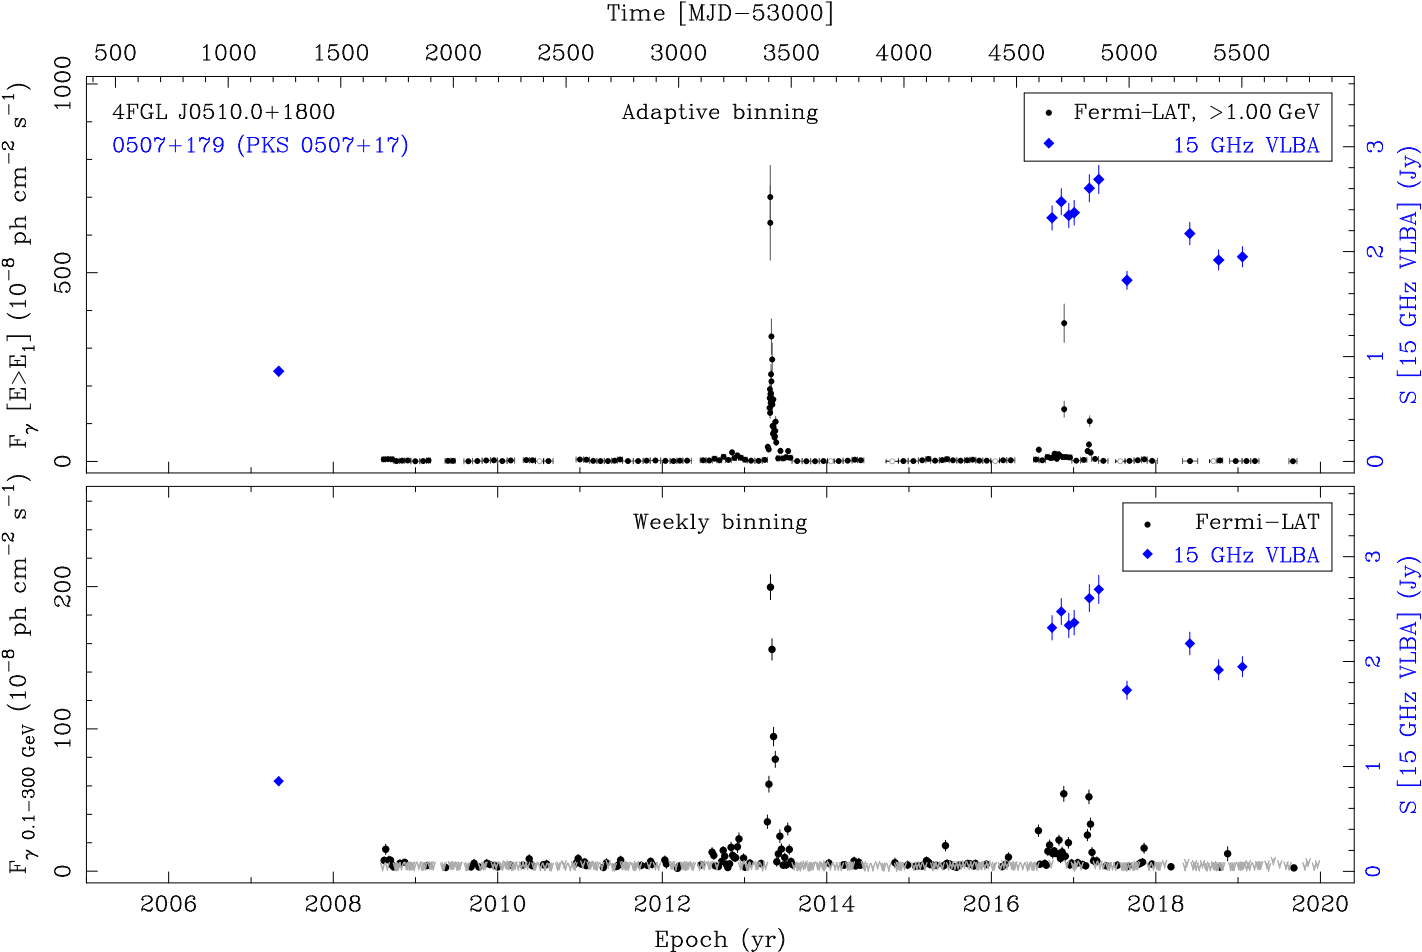 Time [MJD−53000]
500 1000 1500 2000 2500 3000 3500 4000 4500 5000 5500
4FGL J0510.0+1800
0507+179 (PKS 0507+17)
Adaptive binning
Fermi−LAT, >1.00 GeV
15 GHz VLBA
Fγ [E>E1] (10−8 ph cm−2 s−1)
0 500 1000
S [15 GHz VLBA] (Jy)
0 1 2 3
Weekly binning
Fermi−LAT
15 GHz VLBA
Fγ 0.1−300 GeV (10−8 ph cm−2 s−1)
0 100 200
S [15 GHz VLBA] (Jy)
0 1 2 3
2006 2008 2010 2012 2014 2016 2018 2020
Epoch (yr)